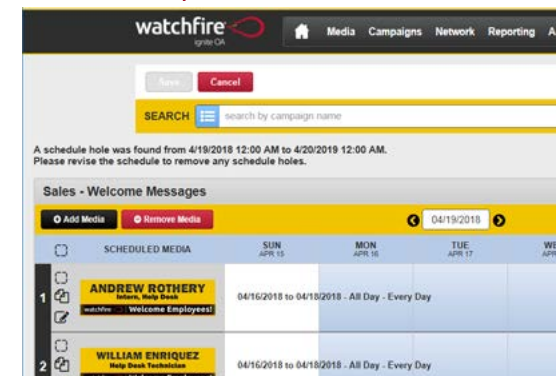 watchfire
ignite OA
Media Campaigns Network Reporting A
Save Cancel
SEARCH search by campaign name
A schedule hole was found from 4/19/2018 12:00 AM to 4/20/2019 12:00 AM.
Please revise the schedule to remove any schedule holes.
Sales - Welcome Messages
Add Media Remove Media 04/19/2018
SCHEDULED MEDIA SUN MON TUE WE
APR 15 APR 16 APR 17 APR
1 ANDREW ROTHERY
Intern, Help Desk
watchfire Welcome Employees!
04/16/2018 to 04/18/2018 - All Day - Every Day
2 WILLIAM ENRIQUEZ
Help Desk Technician
04/16/2018 to 04/18/2018 - All Day - Every Day